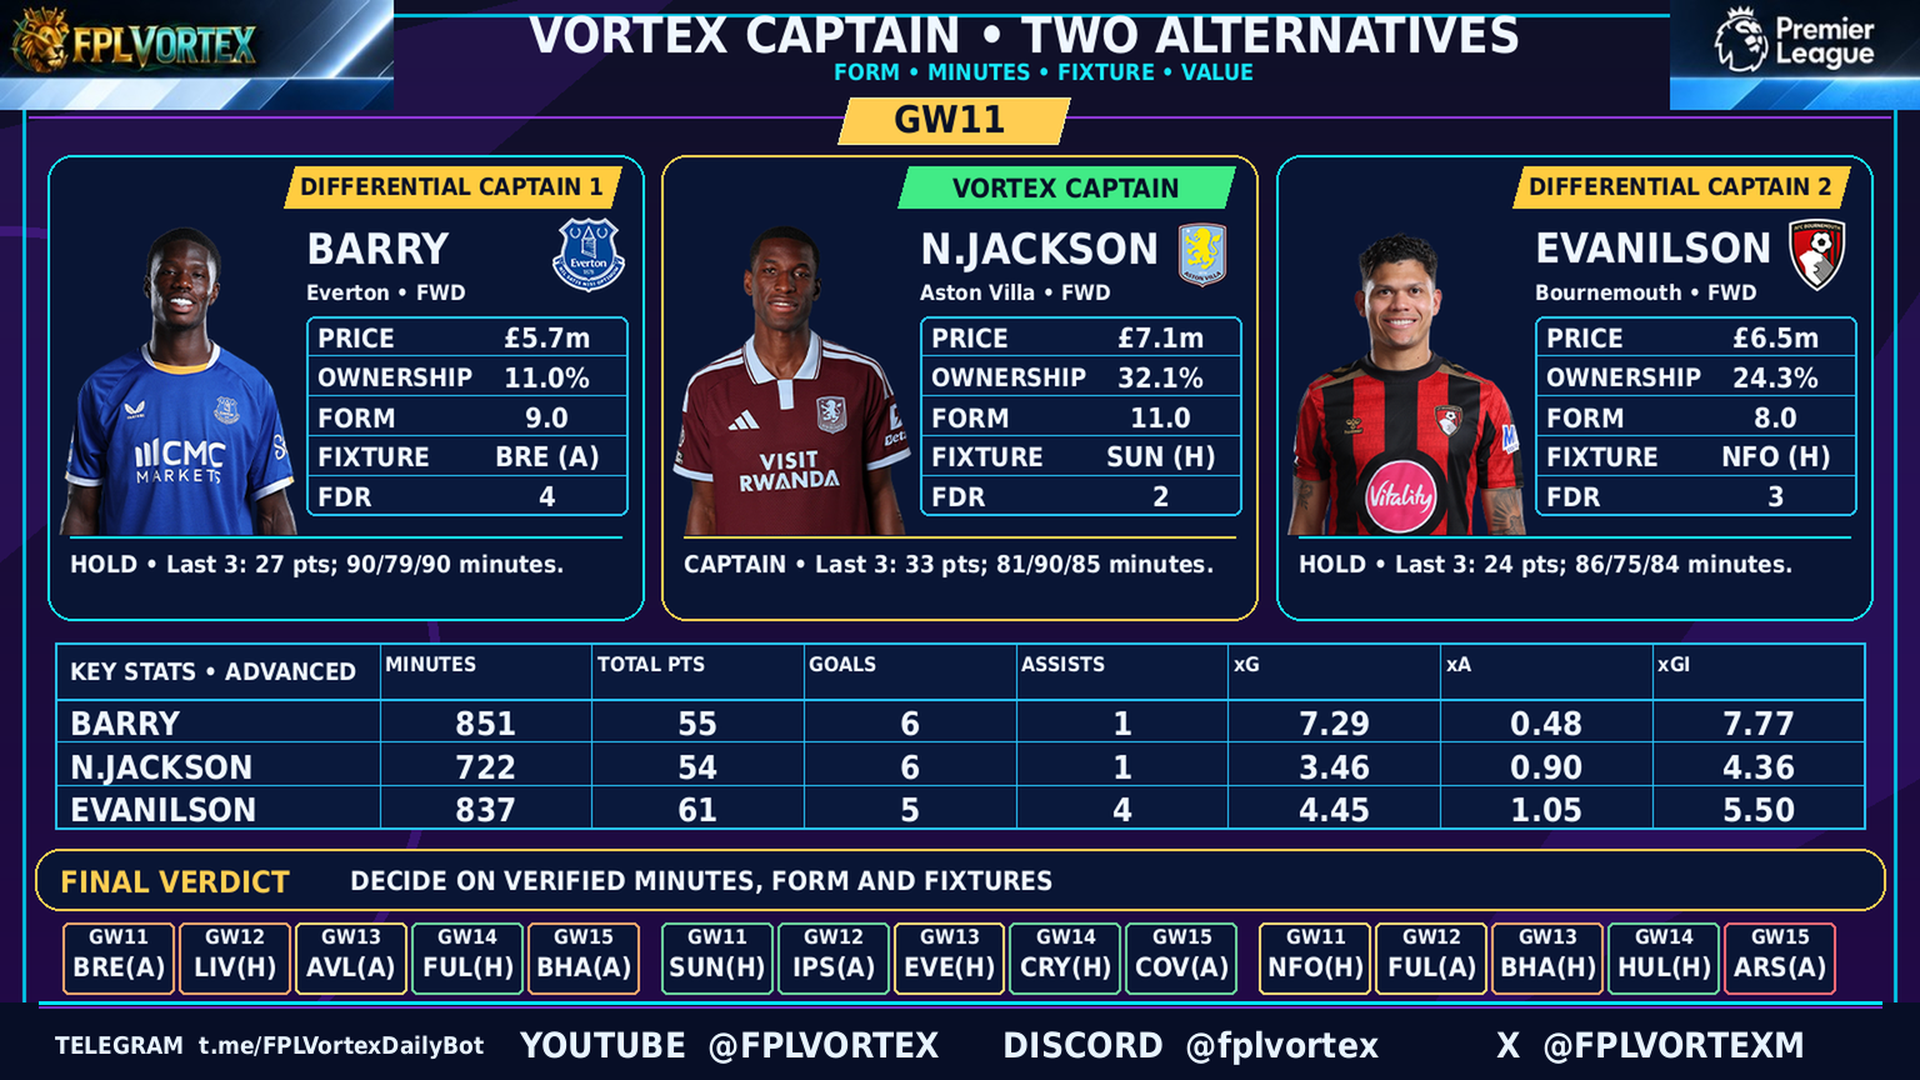 FPLVORTEX
VORTEX CAPTAIN • TWO ALTERNATIVES
Premier League
FORM • MINUTES • FIXTURE • VALUE
GW11
DIFFERENTIAL CAPTAIN 1
BARRY
Everton
Everton • FWD
PRICE £5.7m
OWNERSHIP 11.0%
FORM 9.0
FIXTURE BRE (A)
FDR 4
CMC MARKETS
HOLD • Last 3: 27 pts; 90/79/90 minutes.
VORTEX CAPTAIN
N.JACKSON
ASTON VILLA
Aston Villa • FWD
PRICE £7.1m
OWNERSHIP 32.1%
FORM 11.0
FIXTURE SUN (H)
FDR 2
VISIT RWANDA
CAPTAIN • Last 3: 33 pts; 81/90/85 minutes.
DIFFERENTIAL CAPTAIN 2
EVANILSON
Bournemouth • FWD
PRICE £6.5m
OWNERSHIP 24.3%
FORM 8.0
FIXTURE NFO (H)
FDR 3
Vitality
HOLD • Last 3: 24 pts; 86/75/84 minutes.
KEY STATS • ADVANCED MINUTES TOTAL PTS GOALS ASSISTS xG xA xGI
BARRY 851 55 6 1 7.29 0.48 7.77
N.JACKSON 722 54 6 1 3.46 0.90 4.36
EVANILSON 837 61 5 4 4.45 1.05 5.50
FINAL VERDICT DECIDE ON VERIFIED MINUTES, FORM AND FIXTURES
GW11 GW12 GW13 GW14 GW15 GW11 GW12 GW13 GW14 GW15 GW11 GW12 GW13 GW14 GW15
BRE(A) LIV(H) AVL(A) FUL(H) BHA(A) SUN(H) IPS(A) EVE(H) CRY(H) COV(A) NFO(H) FUL(A) BHA(H) HUL(H) ARS(A)
TELEGRAM t.me/FPLVortexDailyBot YOUTUBE @FPLVORTEX DISCORD @fplvortex X @FPLVORTEXM